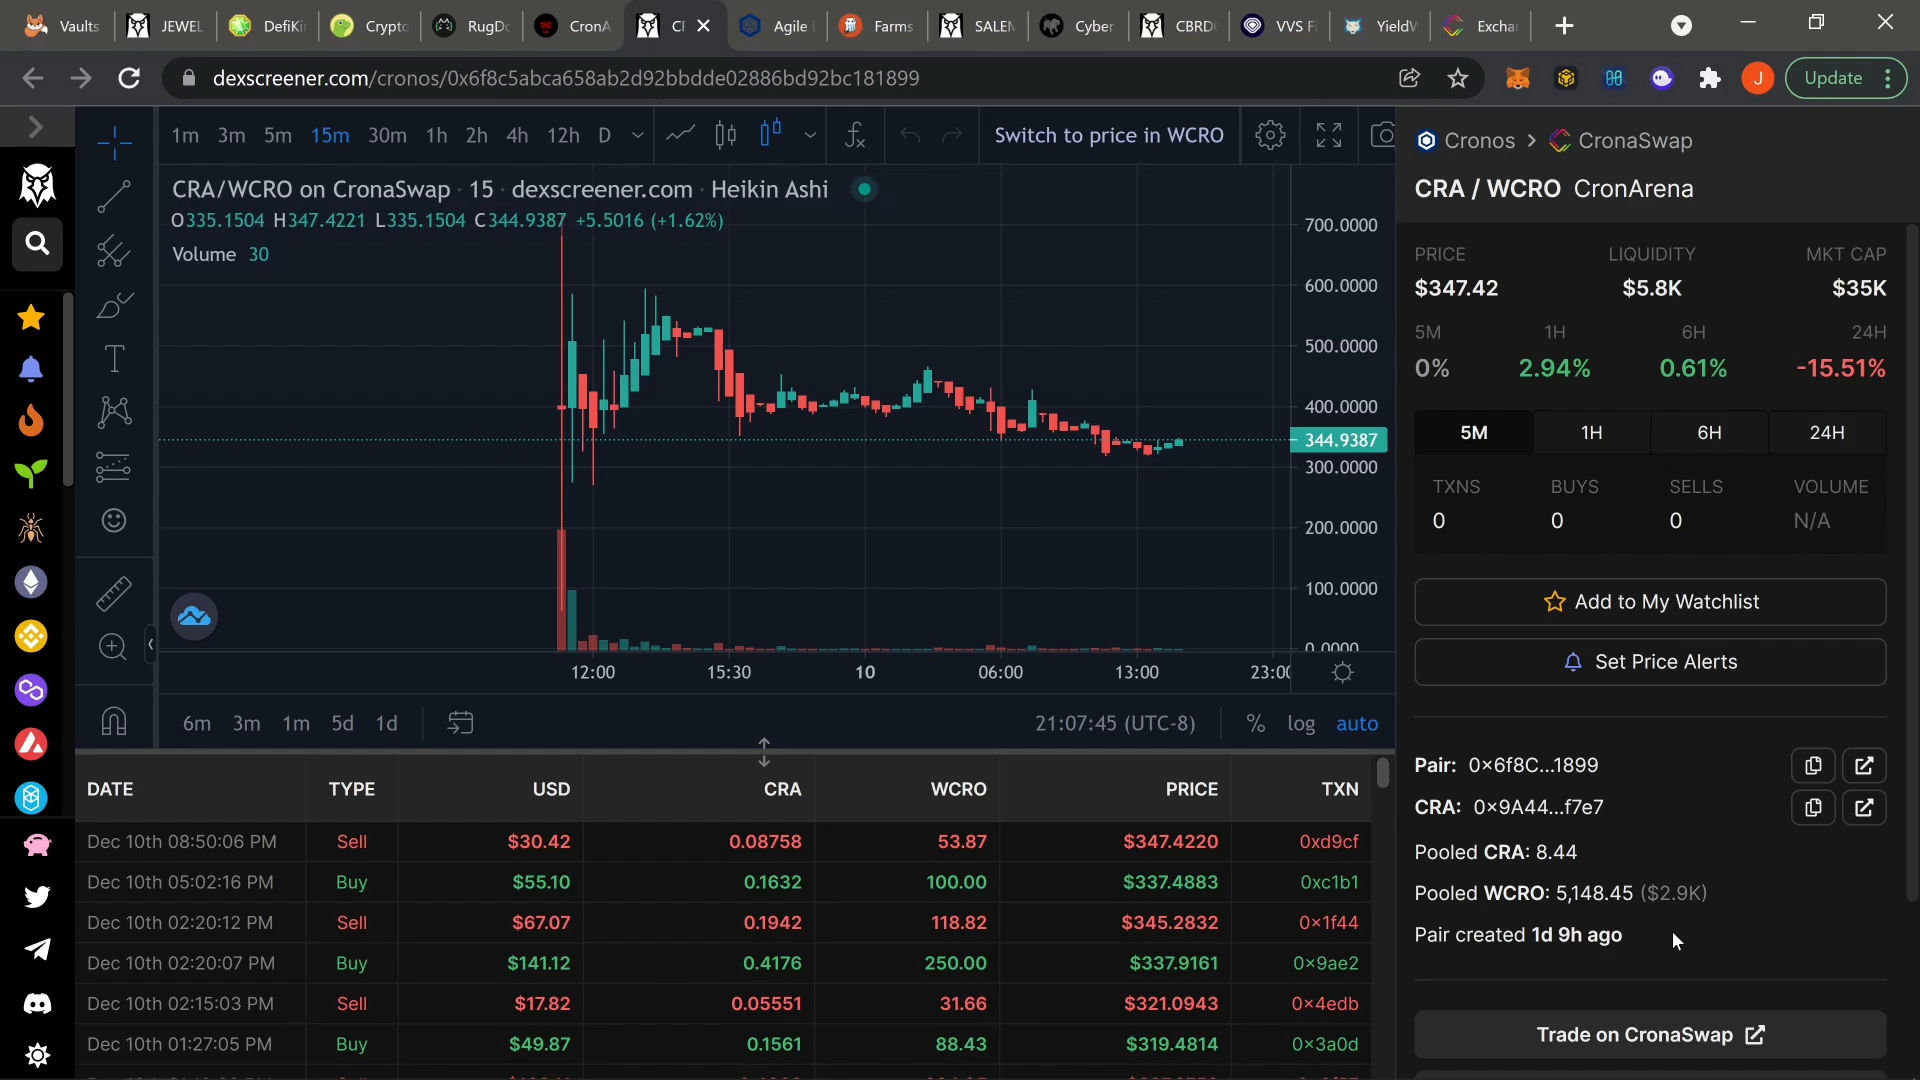 Vaults JEWEL DefiKin Crypto RugDo CronA CR Agile Farms SALEM Cyber CBRD VVS Fi YieldW Excha
dexscreener.com/cronos/0x6f8c5abca658ab2d92bbdde02886bd92bc181899 J Update
1m 3m 5m 15m 30m 1h 2h 4h 12h D Switch to price in WCRO
CRA/WCRO on CronaSwap · 15 · dexscreener.com · Heikin Ashi
O335.1504 H347.4221 L335.1504 C344.9387 +5.5016 (+1.62%)
Volume 30
700.0000
600.0000
500.0000
400.0000
344.9387
300.0000
200.0000
100.0000
0.0000
12:00 15:30 10 06:00 13:00 23:00
6m 3m 1m 5d 1d 21:07:45 (UTC-8) % log auto
DATE TYPE USD CRA WCRO PRICE TXN
Dec 10th 08:50:06 PM Sell $30.42 0.08758 53.87 $347.4220 0xd9cf
Dec 10th 05:02:16 PM Buy $55.10 0.1632 100.00 $337.4883 0xc1b1
Dec 10th 02:20:12 PM Sell $67.07 0.1942 118.82 $345.2832 0x1f44
Dec 10th 02:20:07 PM Buy $141.12 0.4176 250.00 $337.9161 0x9ae2
Dec 10th 02:15:03 PM Sell $17.82 0.05551 31.66 $321.0943 0x4edb
Dec 10th 01:27:05 PM Buy $49.87 0.1561 88.43 $319.4814 0x3a0d
Cronos > CronaSwap
CRA / WCRO CronArena
PRICE LIQUIDITY MKT CAP
$347.42 $5.8K $35K
5M 1H 6H 24H
0% 2.94% 0.61% -15.51%
5M 1H 6H 24H
TXNS BUYS SELLS VOLUME
0 0 0 N/A
Add to My Watchlist
Set Price Alerts
Pair: 0x6f8C...1899
CRA: 0x9A44...f7e7
Pooled CRA: 8.44
Pooled WCRO: 5,148.45 ($2.9K)
Pair created 1d 9h ago
Trade on CronaSwap